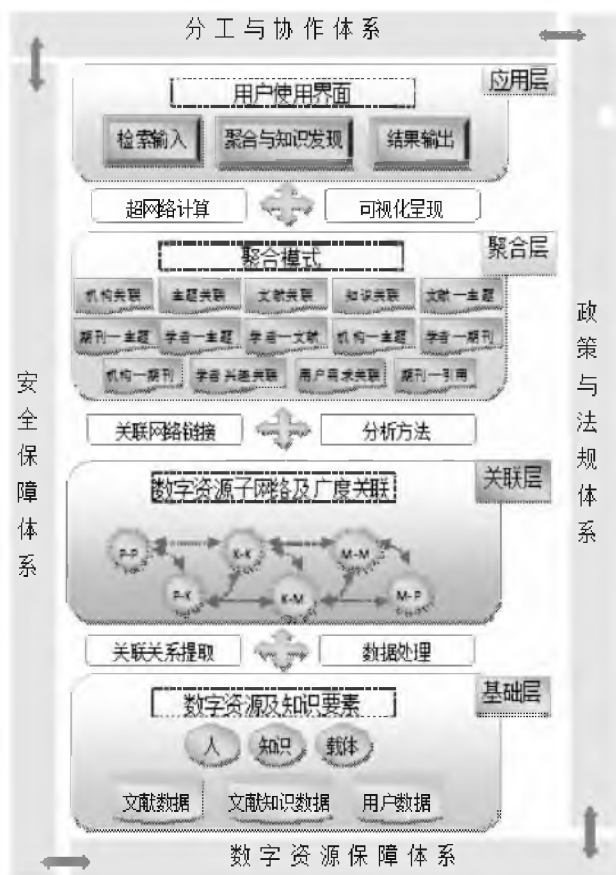 分工与协作体系
应用层
用户使用界面
检索输入 聚合与知识发现 结果输出
超网络计算 可视化呈现
聚合层
聚合模式
机构关联 主题关联 文献关联 知识关联 文献—主题
期刊—主题 学者—主题 学者—文献 机构—主题 学者—期刊
机构—期刊 学者兴趣关联 用户需求关联 期刊—引用
安全保障体系
政策与法规体系
关联网络链接 分析方法
关联层
数字资源子网络及广度关联
P-P K-K M-M
P-K K-M M-P
关联关系提取 数据处理
基础层
数字资源及知识要素
人 知识 载体
文献数据 文献知识数据 用户数据
数字资源保障体系